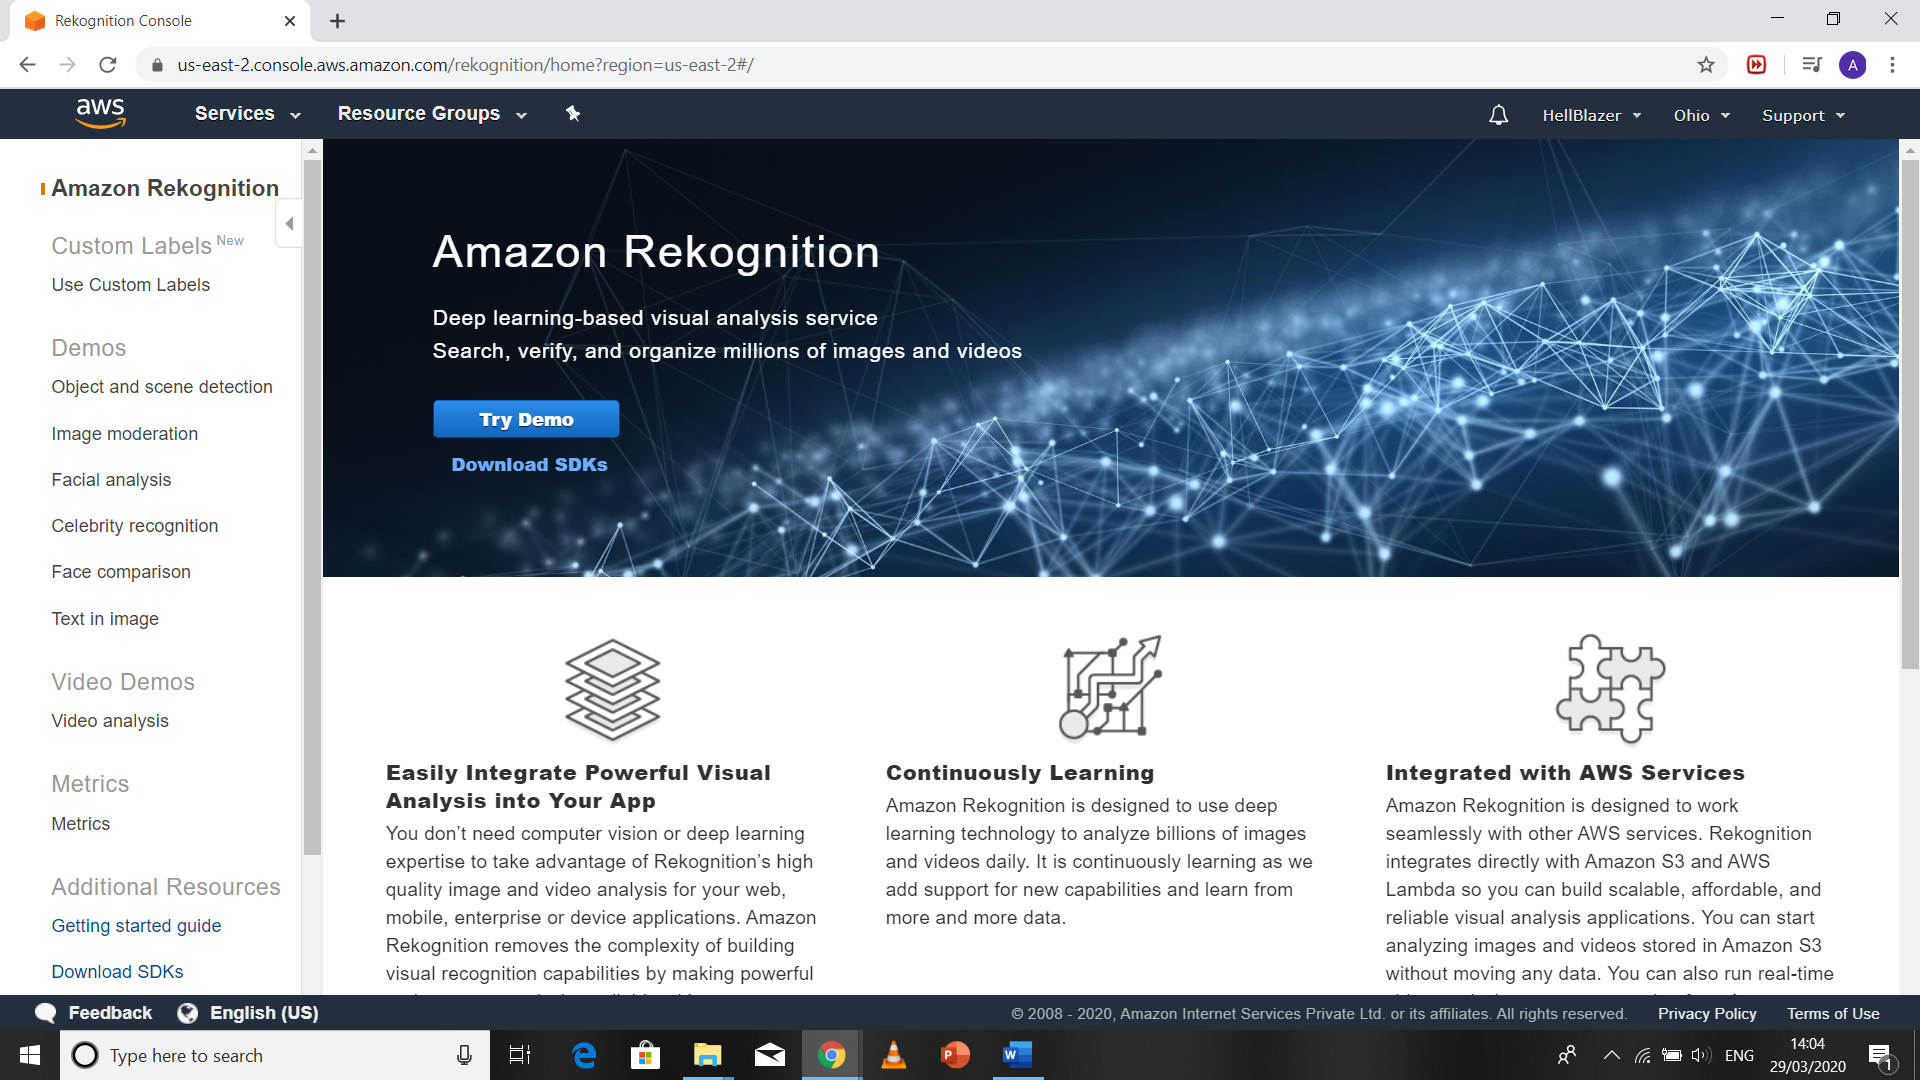 Rekognition Console
us-east-2.console.aws.amazon.com/rekognition/home?region=us-east-2#/
A
aws
Services
Resource Groups
HellBlazer
Ohio
Support
Amazon Rekognition
Custom Labels New
Use Custom Labels
Demos
Object and scene detection
Image moderation
Facial analysis
Celebrity recognition
Face comparison
Text in image
Video Demos
Video analysis
Metrics
Metrics
Additional Resources
Getting started guide
Download SDKs
Amazon Rekognition
Deep learning-based visual analysis service
Search, verify, and organize millions of images and videos
Try Demo
Download SDKs
Easily Integrate Powerful Visual
Analysis into Your App
You don’t need computer vision or deep learning
expertise to take advantage of Rekognition’s high
quality image and video analysis for your web,
mobile, enterprise or device applications. Amazon
Rekognition removes the complexity of building
visual recognition capabilities by making powerful
Continuously Learning
Amazon Rekognition is designed to use deep
learning technology to analyze billions of images
and videos daily. It is continuously learning as we
add support for new capabilities and learn from
more and more data.
Integrated with AWS Services
Amazon Rekognition is designed to work
seamlessly with other AWS services. Rekognition
integrates directly with Amazon S3 and AWS
Lambda so you can build scalable, affordable, and
reliable visual analysis applications. You can start
analyzing images and videos stored in Amazon S3
without moving any data. You can also run real-time
Feedback
English (US)
© 2008 - 2020, Amazon Internet Services Private Ltd. or its affiliates. All rights reserved.
Privacy Policy
Terms of Use
Type here to search
P
W
ENG
14:04
29/03/2020
1